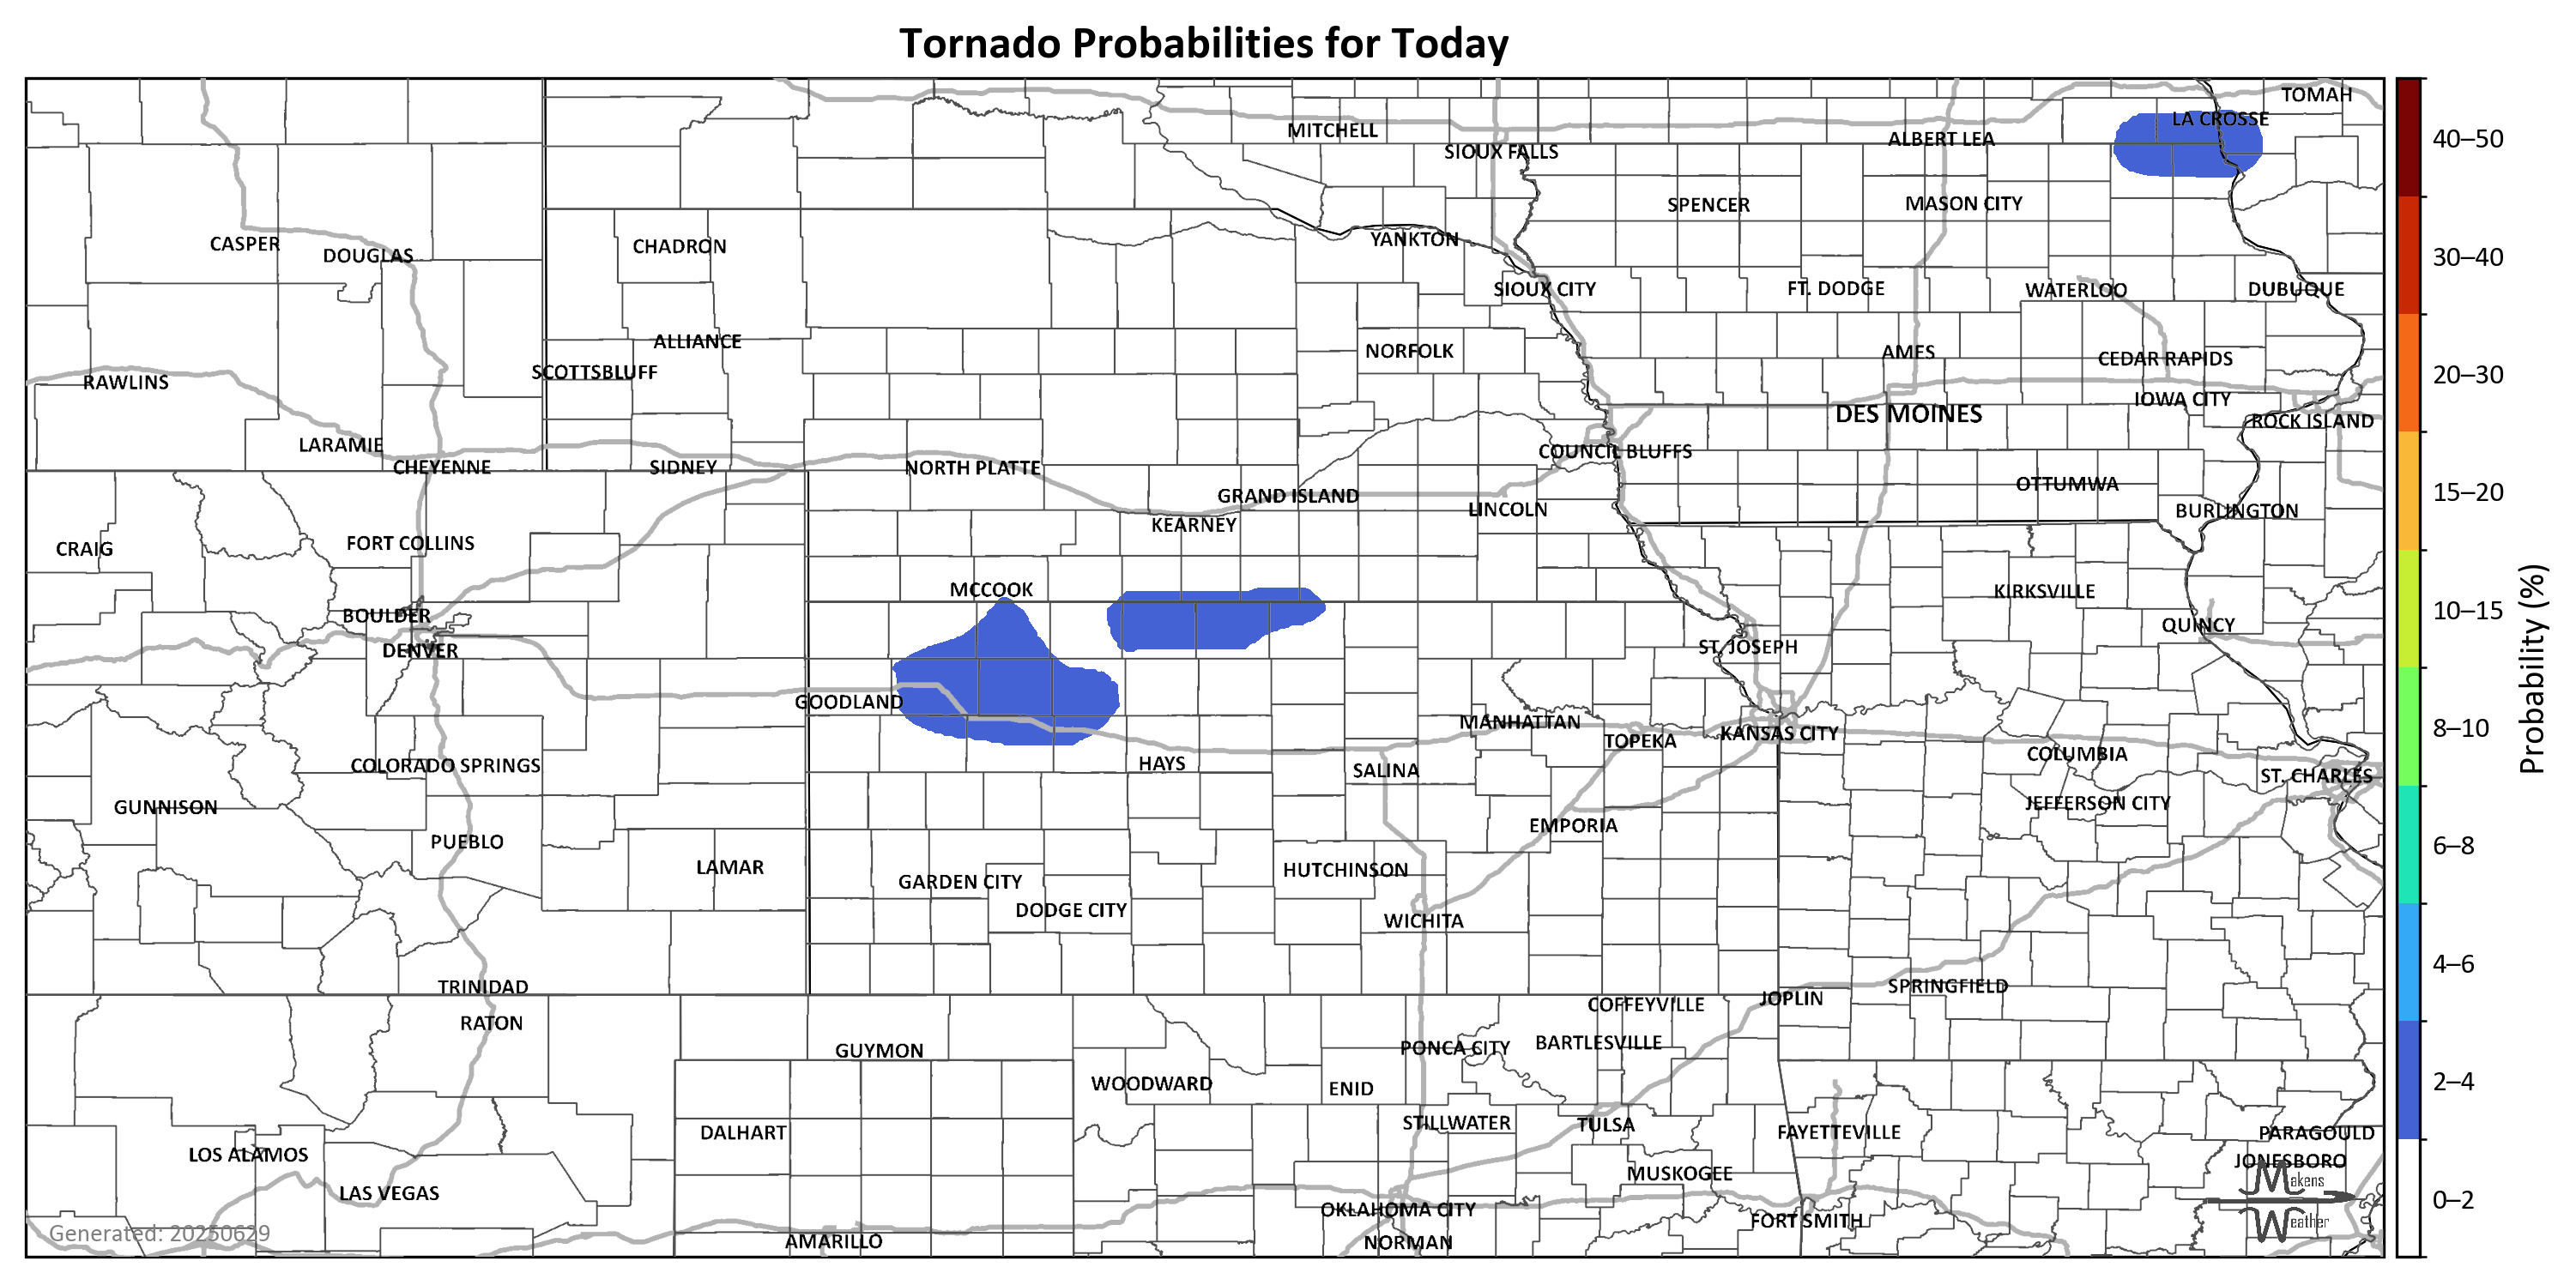 Tornado Probabilities for Today
TOMAH
LA CROSSE
MITCHELL
ALBERT LEA
SIOUX FALLS
SPENCER
MASON CITY
CASPER
DOUGLAS
CHADRON
YANKTON
SIOUX CITY
FT. DODGE
WATERLOO
DUBUQUE
ALLIANCE
NORFOLK
AMES
CEDAR RAPIDS
RAWLINS
SCOTTSBLUFF
IOWA CITY
DES MOINES
ROCK ISLAND
LARAMIE
COUNCIL BLUFFS
CHEYENNE
SIDNEY
NORTH PLATTE
OTTUMWA
GRAND ISLAND
LINCOLN
BURLINGTON
KEARNEY
CRAIG
FORT COLLINS
MCCOOK
KIRKSVILLE
BOULDER
QUINCY
DENVER
ST. JOSEPH
GOODLAND
MANHATTAN
TOPEKA
KANSAS CITY
COLUMBIA
COLORADO SPRINGS
HAYS
SALINA
ST. CHARLES
GUNNISON
JEFFERSON CITY
EMPORIA
PUEBLO
LAMAR
HUTCHINSON
GARDEN CITY
DODGE CITY
WICHITA
TRINIDAD
SPRINGFIELD
JOPLIN
COFFEYVILLE
RATON
GUYMON
PONCA CITY
BARTLESVILLE
WOODWARD
ENID
STILLWATER
TULSA
DALHART
FAYETTEVILLE
PARAGOULD
LOS ALAMOS
JONESBORO
MUSKOGEE
LAS VEGAS
OKLAHOMA CITY
FORT SMITH
AMARILLO
NORMAN
Generated: 20250629
Makens
Weather
40–50
30–40
20–30
15–20
10–15
8–10
6–8
4–6
2–4
0–2
Probability (%)